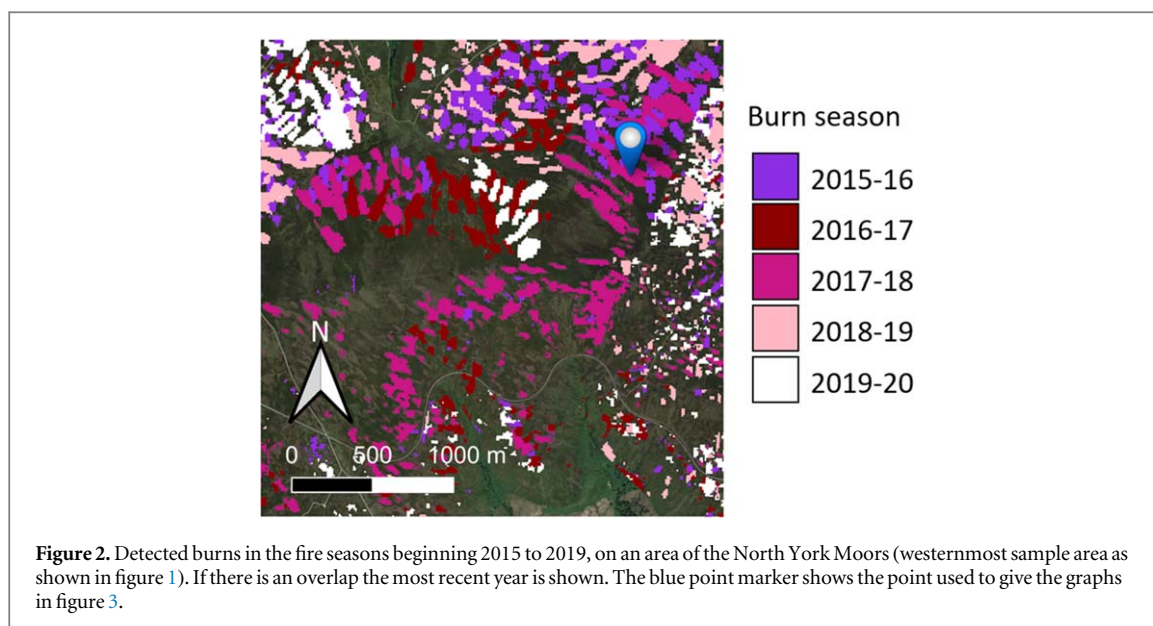 Burn season
2015-16
2016-17
2017-18
2018-19
2019-20
N
0 500 1000 m
Figure 2. Detected burns in the fire seasons beginning 2015 to 2019, on an area of the North York Moors (westernmost sample area as
shown in figure 1). If there is an overlap the most recent year is shown. The blue point marker shows the point used to give the graphs
in figure 3.